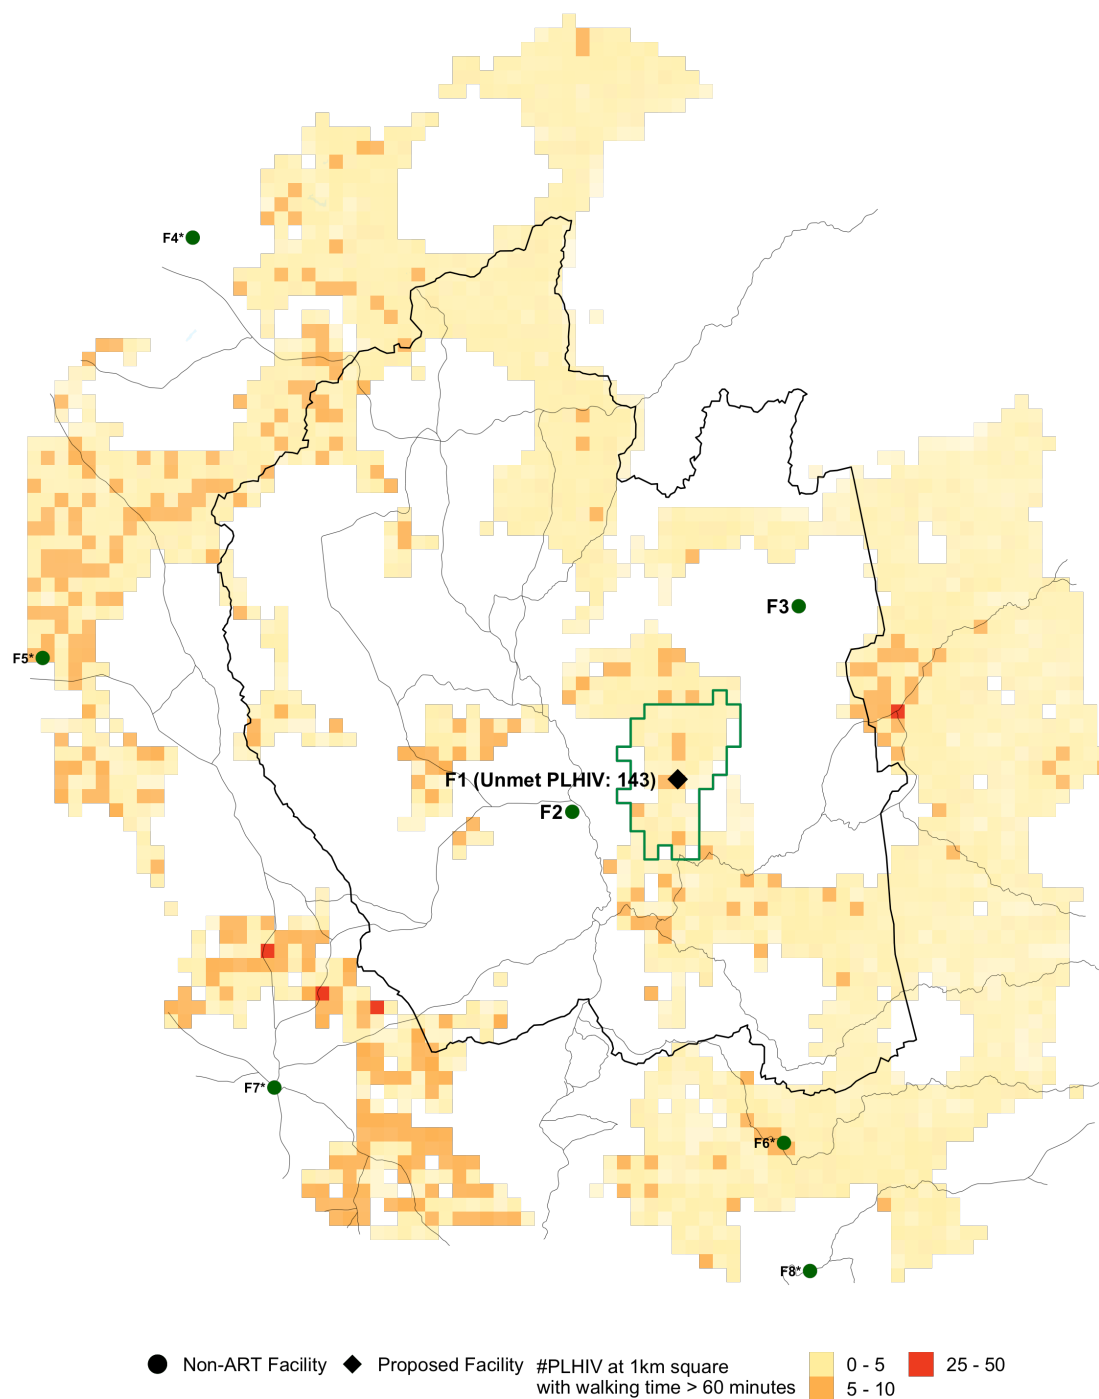 F4*
F3
F5*
F1 (Unmet PLHIV: 143)
F2
F7*
F6*
F8*
Non-ART Facility
Proposed Facility
#PLHIV at 1km square
with walking time > 60 minutes
0 - 5
5 - 10
25 - 50